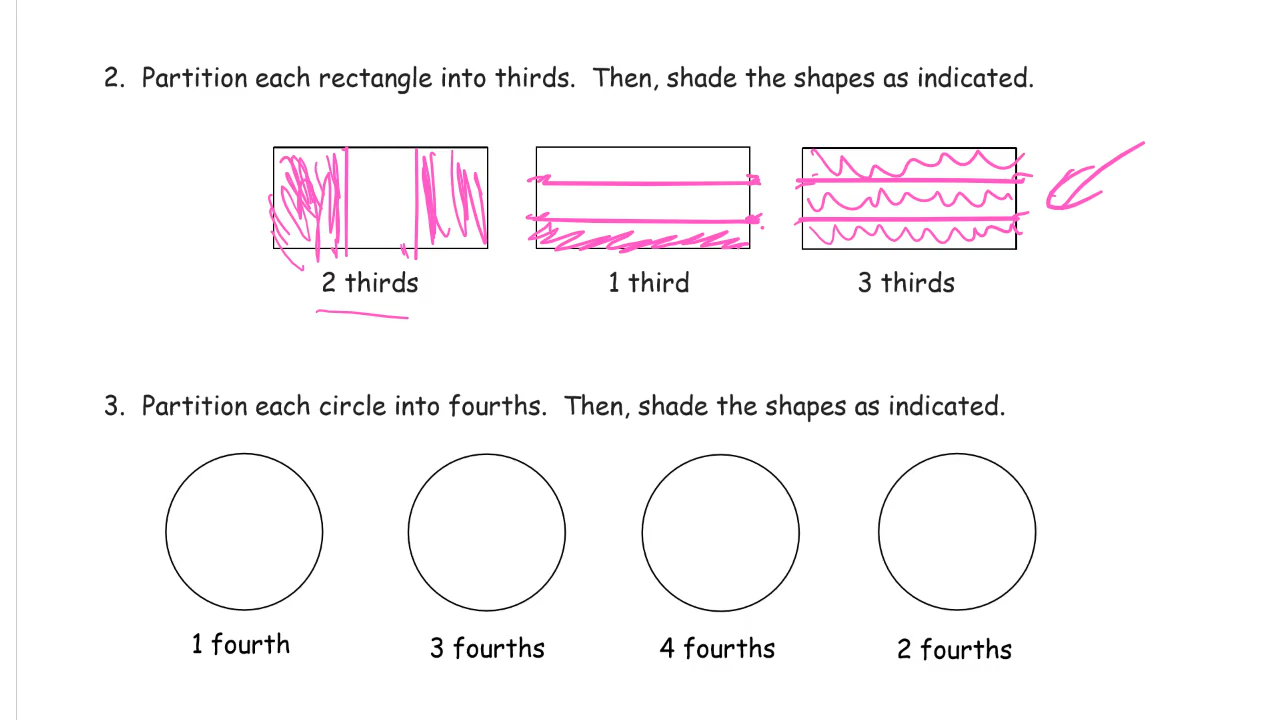 2. Partition each rectangle into thirds. Then, shade the shapes as indicated.
2 thirds 1 third 3 thirds
3. Partition each circle into fourths. Then, shade the shapes as indicated.
1 fourth 3 fourths 4 fourths 2 fourths